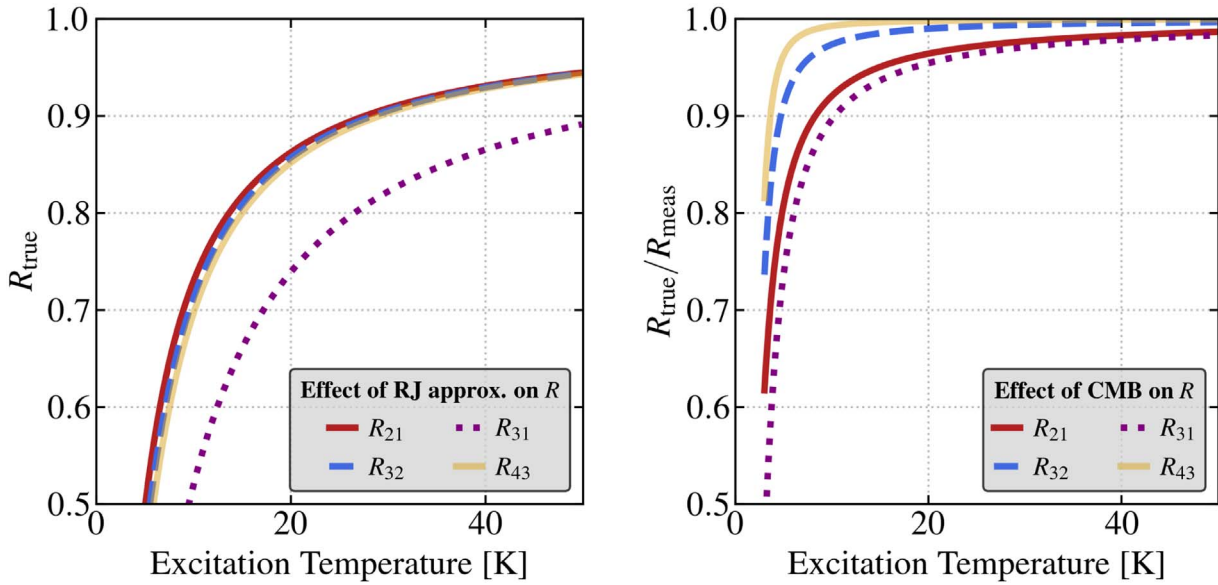 1.0
0.9
0.8
0.7
0.6
0.5
R_true
0
20
40
Excitation Temperature [K]
Effect of RJ approx. on R
R_21
R_31
R_32
R_43
1.0
0.9
0.8
0.7
0.6
0.5
R_true/R_meas
0
20
40
Excitation Temperature [K]
Effect of CMB on R
R_21
R_31
R_32
R_43